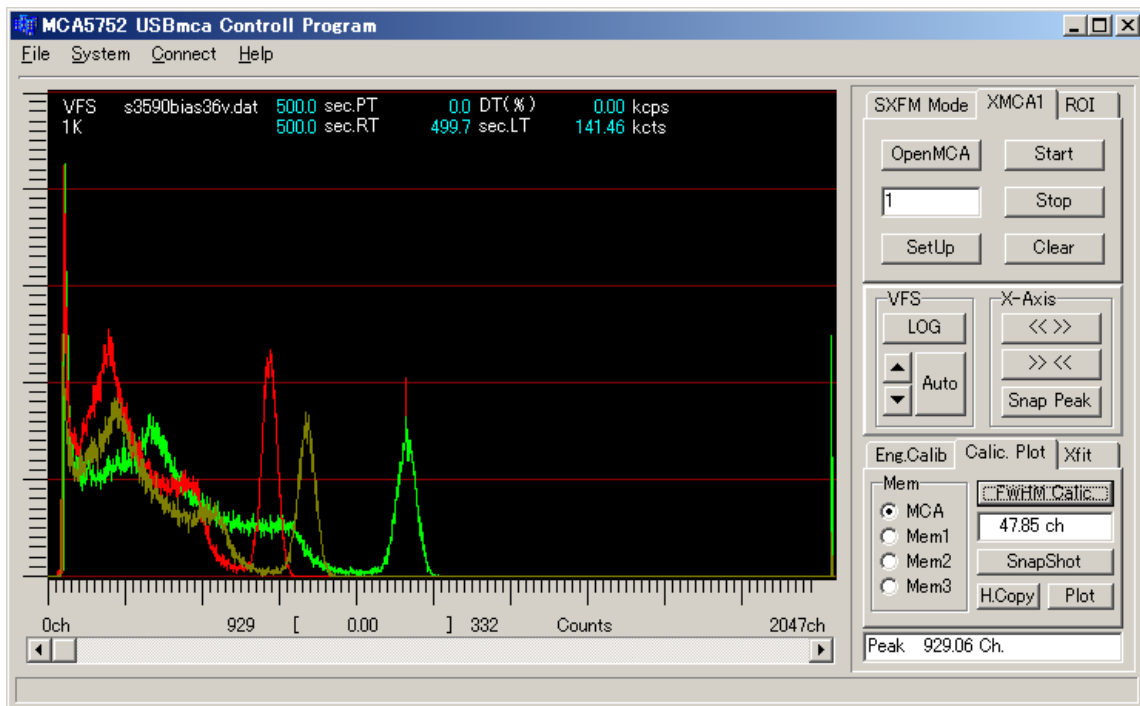 MCA5752 USBmca Controll Program
File System Connect Help
VFS s3590bias36v.dat 500.0 sec.PT 0.0 DT(%) 0.00 kcps
1K 500.0 sec.RT 499.7 sec.LT 141.46 kcts
SXFM Mode XMCA1 ROI
OpenMCA Start
1 Stop
SetUp Clear
VFS X-Axis
LOG << >>
Auto >> <<
Snap Peak
Eng.Calib Calic. Plot Xfit
Mem FWHM Calic.
MCA 47.85 ch
Mem1
Mem2 SnapShot
Mem3 H.Copy Plot
0ch 929 [ 0.00 ] 332 Counts 2047ch
Peak 929.06 Ch.